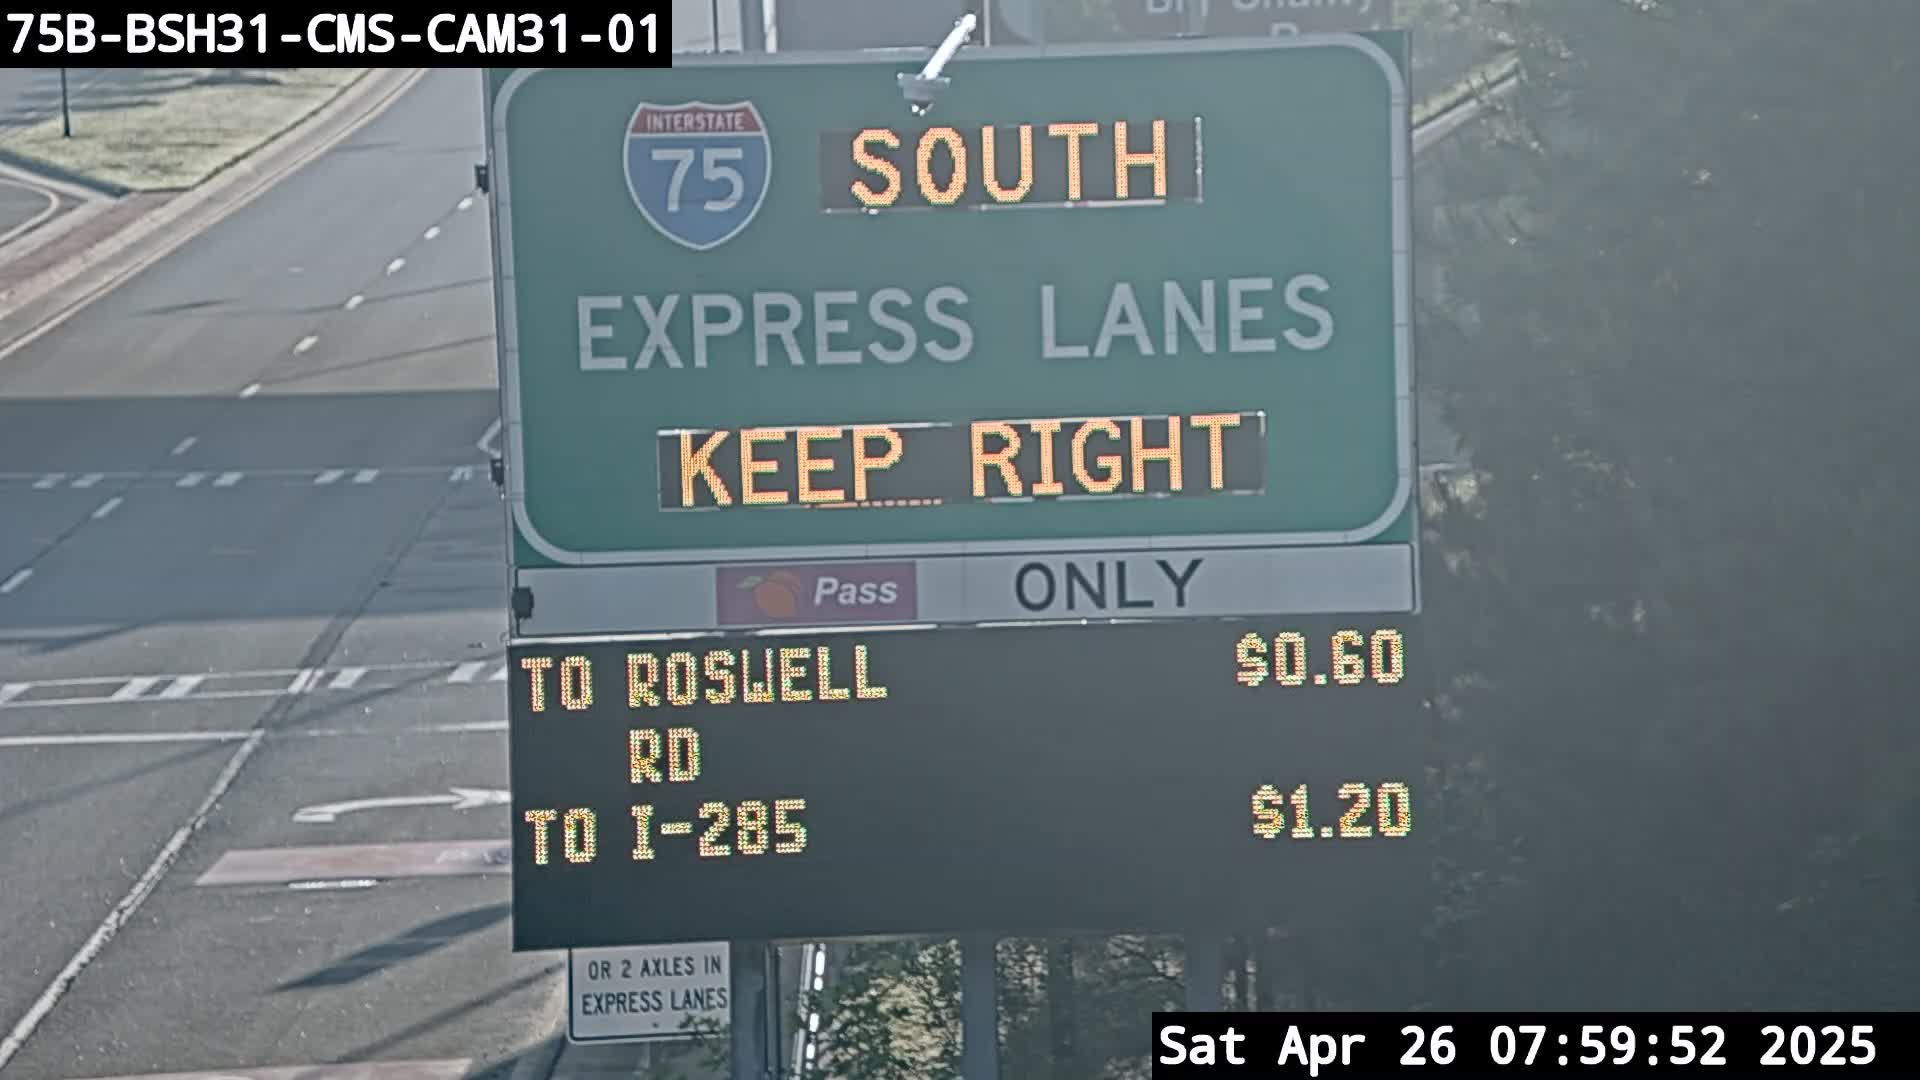 75B-BSH31-CMS-CAM31-01
INTERSTATE
75
SOUTH
EXPRESS LANES
KEEP RIGHT
Pass ONLY
TO ROSWELL $0.60
RD
TO I-285 $1.20
OR 2 AXLES IN
EXPRESS LANES
Sat Apr 26 07:59:52 2025